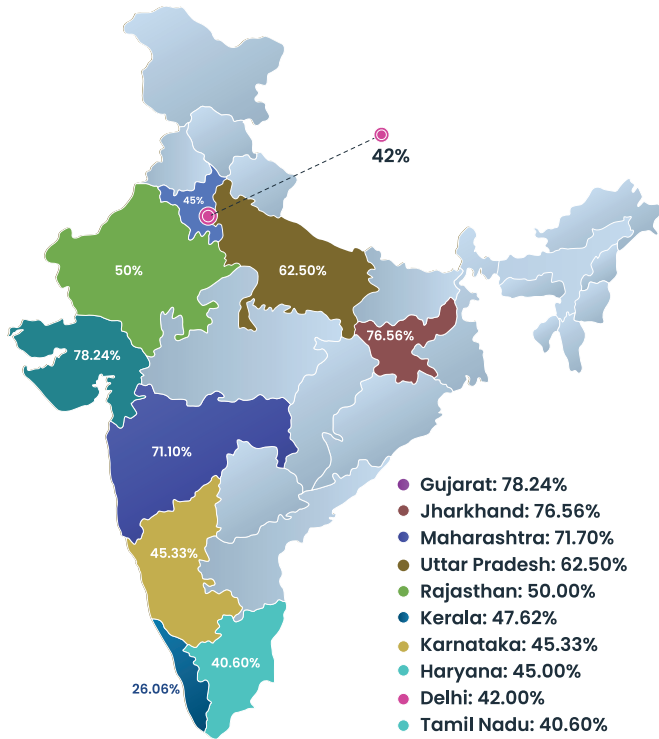 42%
45%
50%
62.50%
78.24%
76.56%
71.10%
45.33%
40.60%
26.06%
Gujarat: 78.24%
Jharkhand: 76.56%
Maharashtra: 71.70%
Uttar Pradesh: 62.50%
Rajasthan: 50.00%
Kerala: 47.62%
Karnataka: 45.33%
Haryana: 45.00%
Delhi: 42.00%
Tamil Nadu: 40.60%